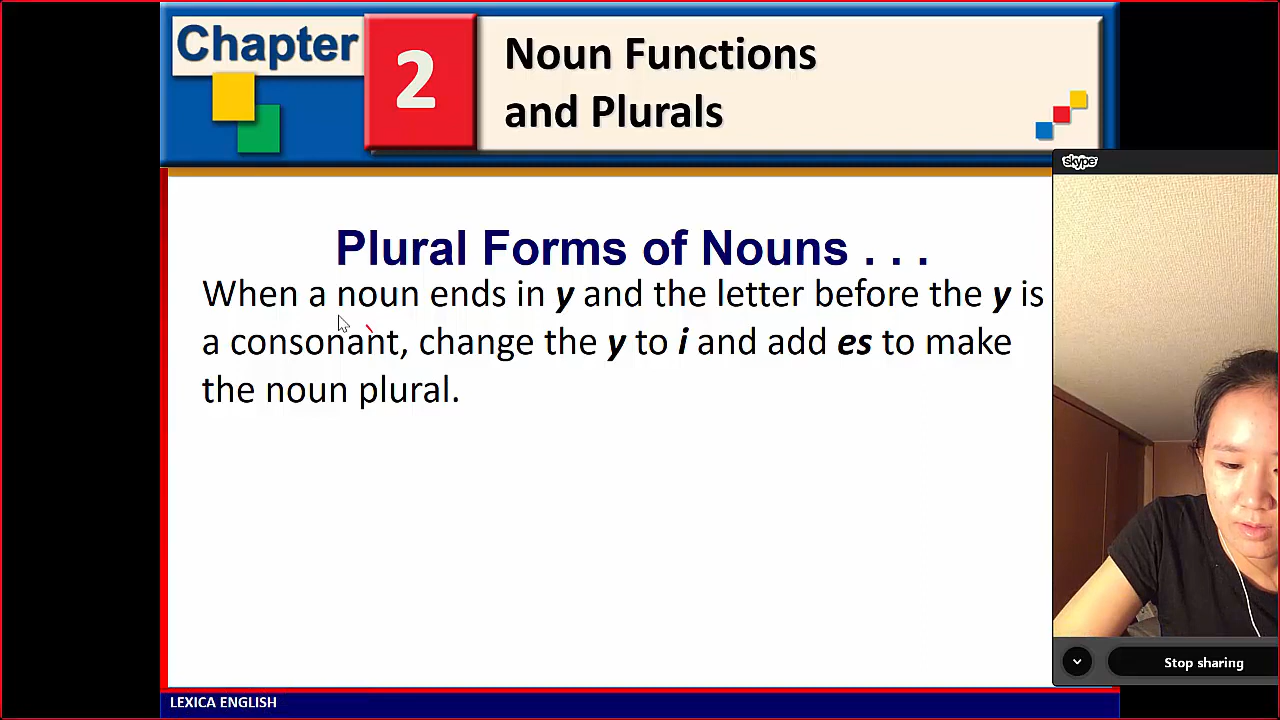 Chapter
2
Noun Functions
and Plurals
skype
Plural Forms of Nouns . . .
When a noun ends in y and the letter before the y is
a consonant, change the y to i and add es to make
the noun plural.
Stop sharing
LEXICA ENGLISH